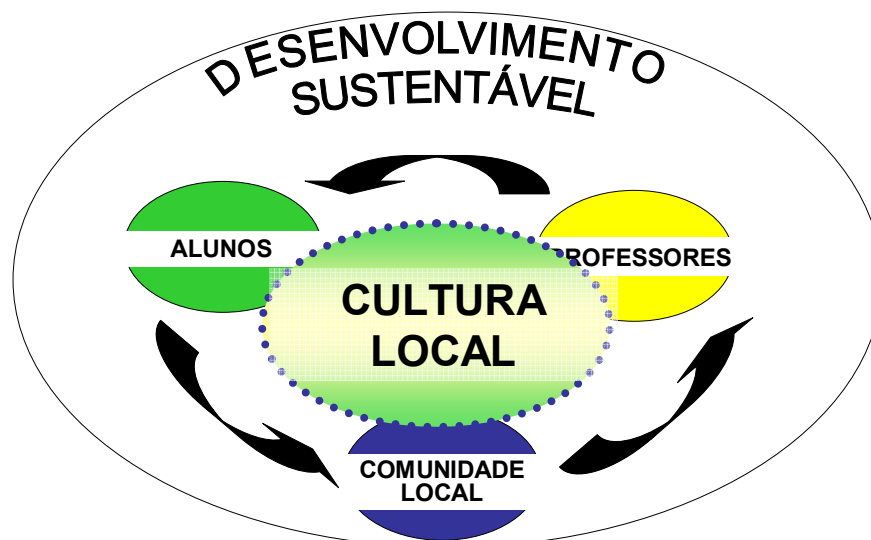 DESENVOLVIMENTO
SUSTENTÁVEL
ALUNOS
PROFESSORES
CULTURA
LOCAL
COMUNIDADE
LOCAL